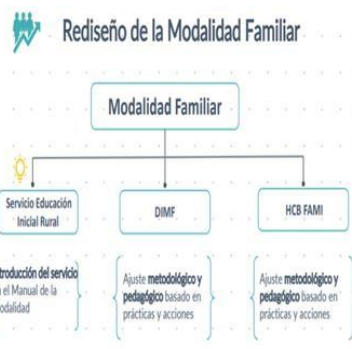 Rediseño de la Modalidad Familiar
Modalidad Familiar
Servicio Educación
Inicial Rural
DIMF
HCB FAMI
troducción del servicio
el Manual de la
odalidad
Ajuste metodológico y
pedagógico basado en
prácticas y acciones
Ajuste metodológico y
pedagógico basado en
prácticas y acciones